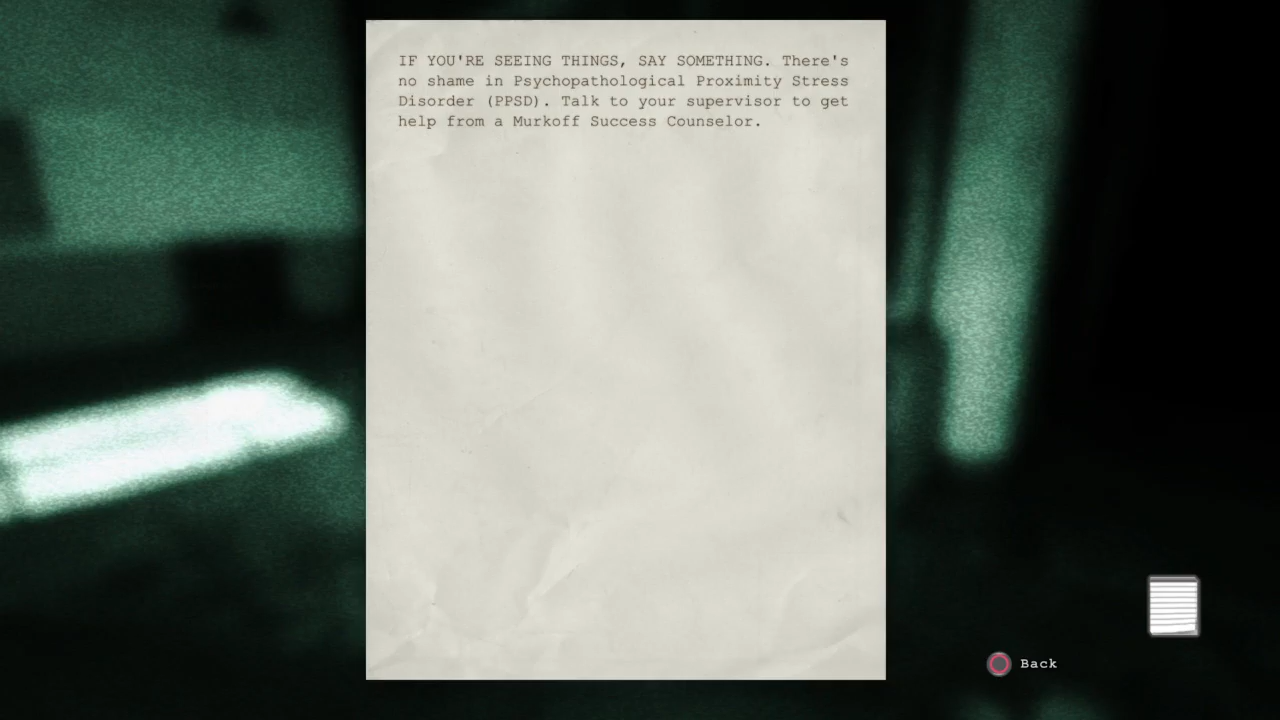 IF YOU'RE SEEING THINGS, SAY SOMETHING. There's
no shame in Psychopathological Proximity Stress
Disorder (PPSD). Talk to your supervisor to get
help from a Murkoff Success Counselor.
Back